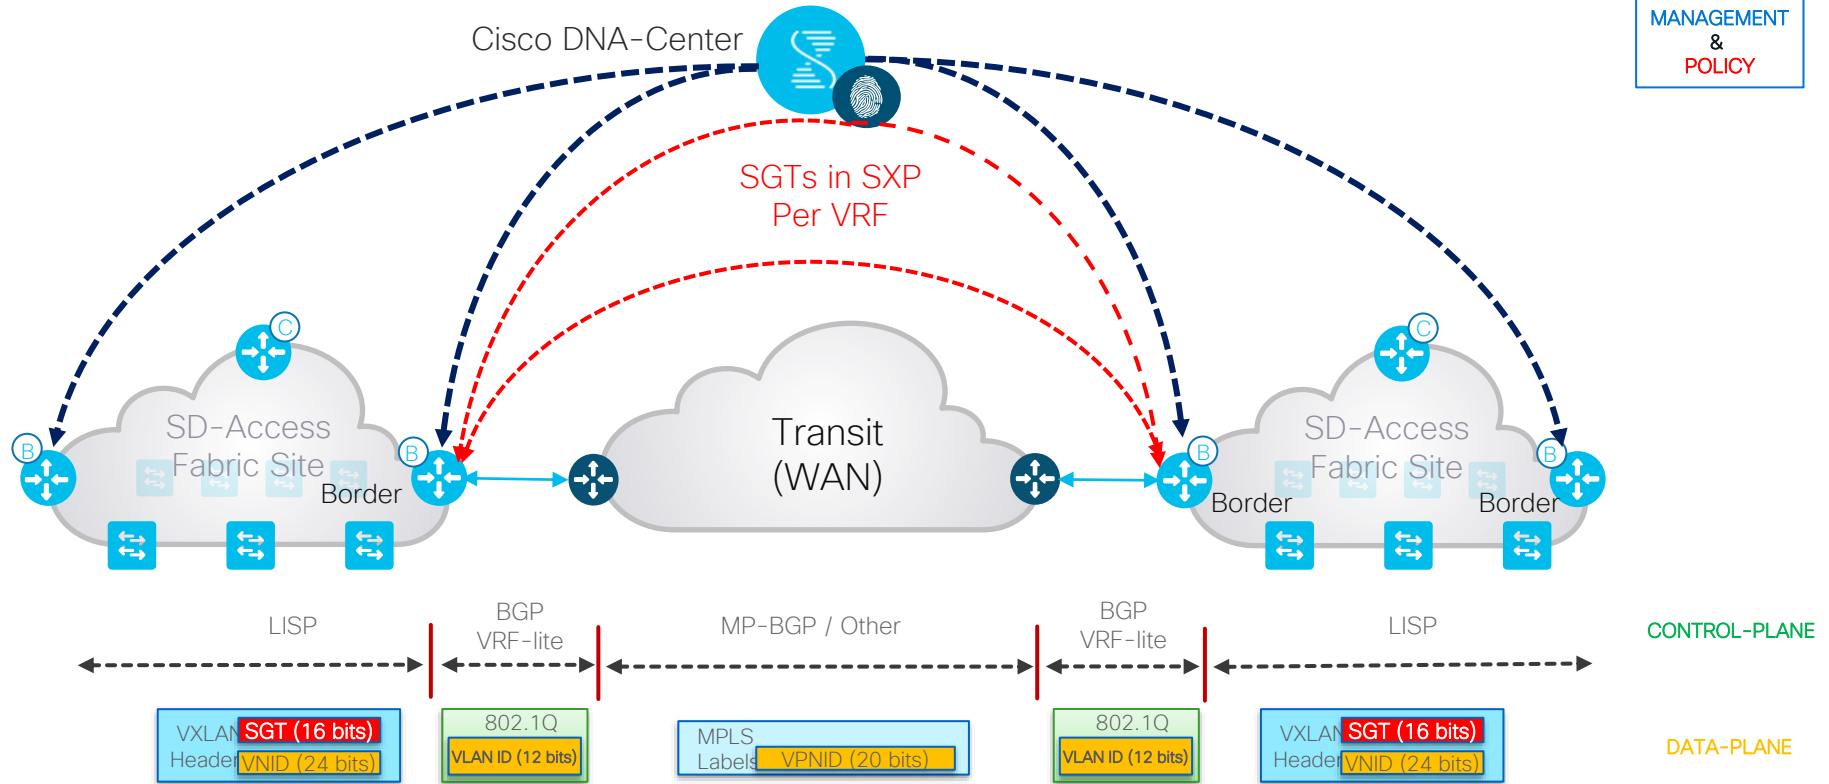 MANAGEMENT
&
POLICY
Cisco DNA-Center
SGTs in SXP
Per VRF
C
C
SD-Access
Fabric Site
B
B
Border
Transit
(WAN)
SD-Access
Fabric Site
B
B
Border
Border
LISP
BGP
VRF-lite
MP-BGP / Other
BGP
VRF-lite
LISP
CONTROL-PLANE
VXLAN
Header
SGT (16 bits)
VNID (24 bits)
802.1Q
VLAN ID (12 bits)
MPLS
Labels
VPNID (20 bits)
802.1Q
VLAN ID (12 bits)
VXLAN
Header
SGT (16 bits)
VNID (24 bits)
DATA-PLANE